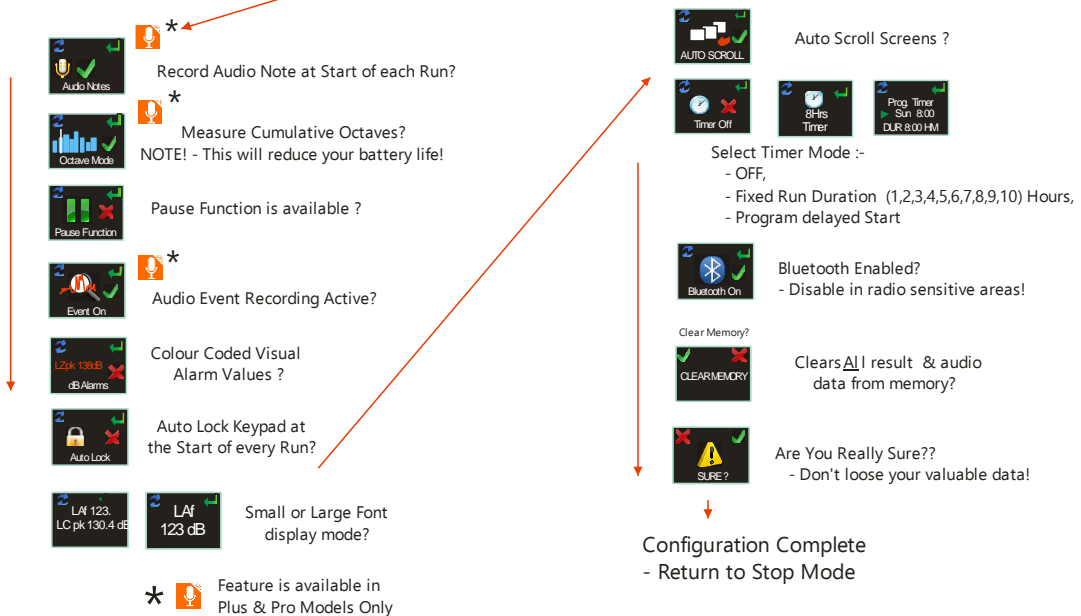 *
Audio Notes
Record Audio Note at Start of each Run?
*
Octave Mode
Measure Cumulative Octaves?
NOTE! - This will reduce your battery life!
Pause Function
Pause Function is available ?
*
Event On
Audio Event Recording Active?
LZpk 138dB
dB Alarms
Colour Coded Visual
Alarm Values ?
Auto Lock
Auto Lock Keypad at
the Start of every Run?
LAf 123.
LC pk 130.4 dB
LAf
123 dB
Small or Large Font
display mode?
* Feature is available in
Plus & Pro Models Only
AUTO SCROLL
Auto Scroll Screens ?
Timer Off
8Hrs
Timer
Prog. Timer
Sun 8:00
DUR 8:00 HM
Select Timer Mode :-
- OFF,
- Fixed Run Duration (1,2,3,4,5,6,7,8,9,10) Hours,
- Program delayed Start
Bluetooth On
Bluetooth Enabled?
- Disable in radio sensitive areas!
Clear Memory?
CLEAR MEMORY
Clears All result & audio
data from memory?
SURE ?
Are You Really Sure??
- Don't loose your valuable data!
Configuration Complete
- Return to Stop Mode